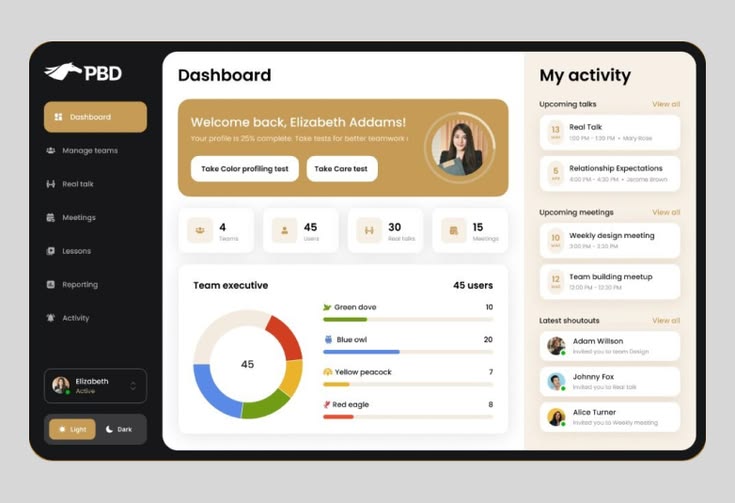 PBD
Dashboard
Manage teams
Real talk
Meetings
Lessons
Reporting
Activity
Elizabeth
Active
Light
Dark
Dashboard
Welcome back, Elizabeth Addams!
Your profile is 25% complete. Take tests for better teamwork
Take Color profiling test
Take Care test
4
Teams
45
Users
30
Real talks
15
Meetings
Team executive
45 users
45
Green dove 10
Blue owl 20
Yellow peacock 7
Red eagle 8
My activity
Upcoming talks View all
13
Real Talk
1:00 PM - 1:30 PM • Mary Rose
5
Relationship Expectations
4:00 PM - 4:30 PM • Jerome Brown
Upcoming meetings View all
10
Weekly design meeting
3:00 PM - 3:30 PM
12
Team building meetup
12:00 PM - 12:30 PM
Latest shoutouts View all
Adam Willson
Invited you to team Design
Johnny Fox
Invited you to Real talk
Alice Turner
Invited you to Weekly meeting